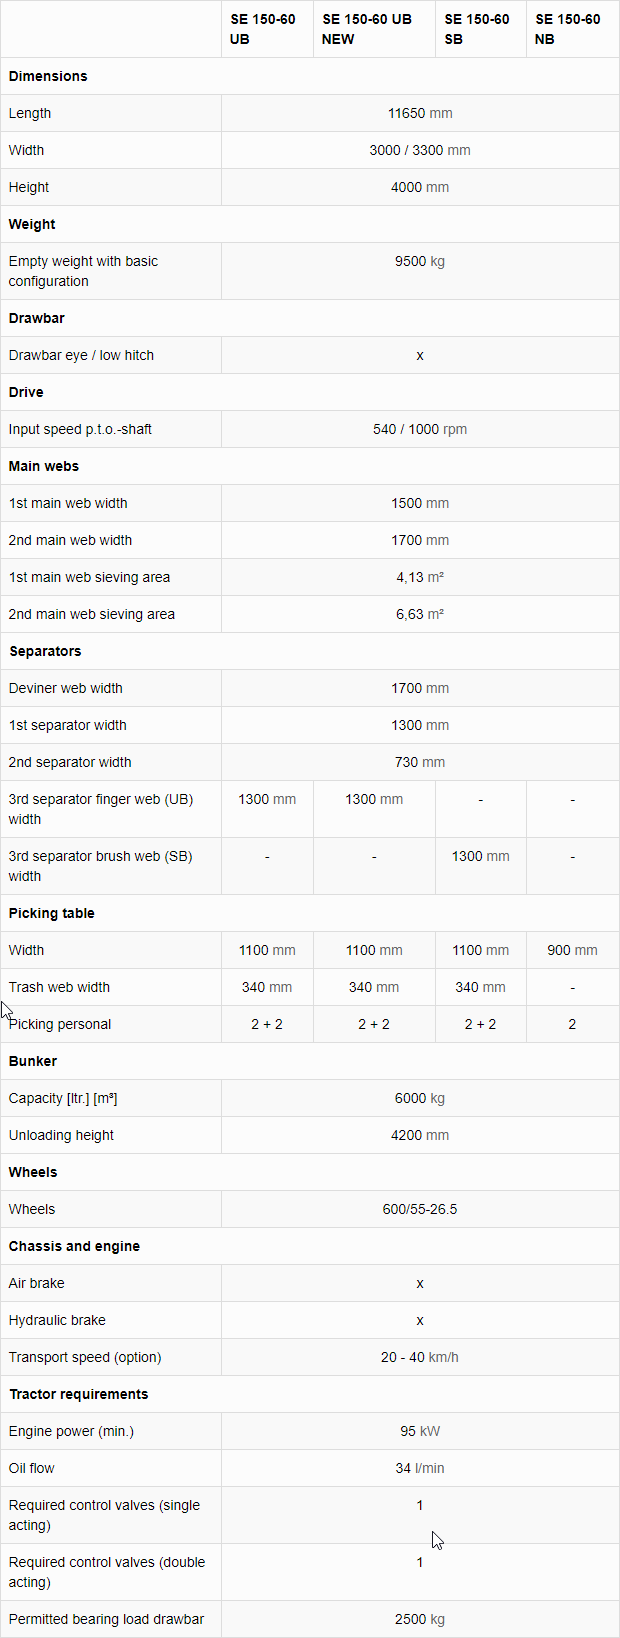 SE 150-60 UB SE 150-60 UB NEW SE 150-60 SB SE 150-60 NB
Dimensions
Length 11650 mm
Width 3000 / 3300 mm
Height 4000 mm
Weight
Empty weight with basic configuration 9500 kg
Drawbar
Drawbar eye / low hitch x
Drive
Input speed p.t.o.-shaft 540 / 1000 rpm
Main webs
1st main web width 1500 mm
2nd main web width 1700 mm
1st main web sieving area 4,13 m²
2nd main web sieving area 6,63 m²
Separators
Deviner web width 1700 mm
1st separator width 1300 mm
2nd separator width 730 mm
3rd separator finger web (UB) width 1300 mm 1300 mm - -
3rd separator brush web (SB) width - - 1300 mm -
Picking table
Width 1100 mm 1100 mm 1100 mm 900 mm
Trash web width 340 mm 340 mm 340 mm -
Picking personal 2 + 2 2 + 2 2 + 2 2
Bunker
Capacity [ltr.] [m³] 6000 kg
Unloading height 4200 mm
Wheels
Wheels 600/55-26.5
Chassis and engine
Air brake x
Hydraulic brake x
Transport speed (option) 20 - 40 km/h
Tractor requirements
Engine power (min.) 95 kW
Oil flow 34 l/min
Required control valves (single acting) 1
Required control valves (double acting) 1
Permitted bearing load drawbar 2500 kg